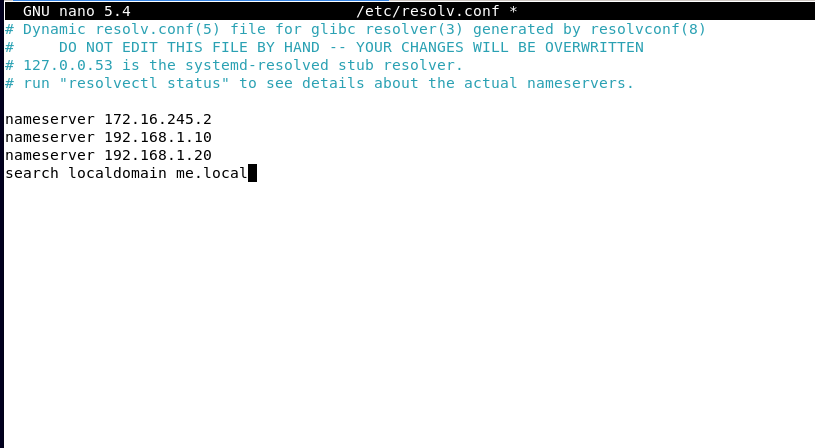 GNU nano 5.4 /etc/resolv.conf *
# Dynamic resolv.conf(5) file for glibc resolver(3) generated by resolvconf(8)
#     DO NOT EDIT THIS FILE BY HAND -- YOUR CHANGES WILL BE OVERWRITTEN
# 127.0.0.53 is the systemd-resolved stub resolver.
# run "resolvectl status" to see details about the actual nameservers.
nameserver 172.16.245.2
nameserver 192.168.1.10
nameserver 192.168.1.20
search localdomain me.local